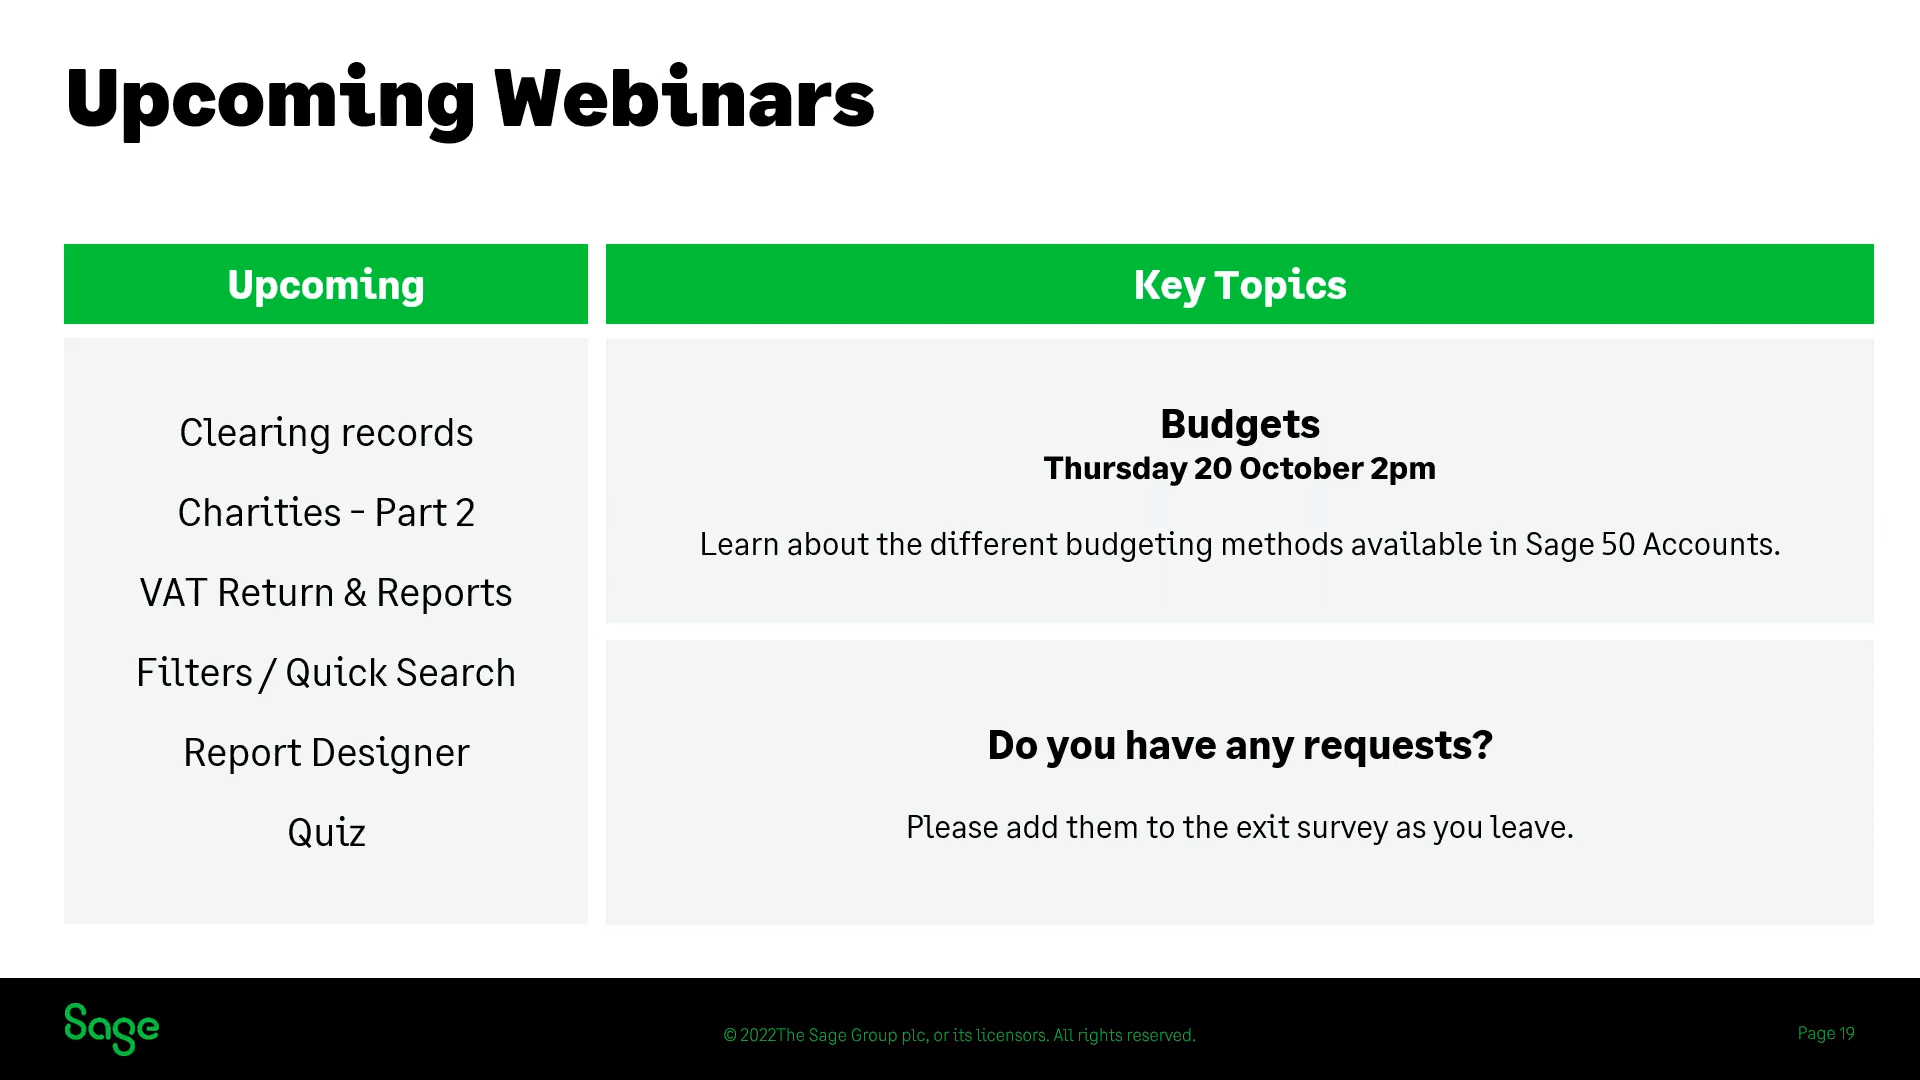 Upcoming Webinars
Upcoming
Clearing records
Charities - Part 2
VAT Return & Reports
Filters / Quick Search
Report Designer
Quiz
Key Topics
Budgets
Thursday 20 October 2pm
Learn about the different budgeting methods available in Sage 50 Accounts.
Do you have any requests?
Please add them to the exit survey as you leave.
Sage
© 2022The Sage Group plc, or its licensors. All rights reserved.
Page 19